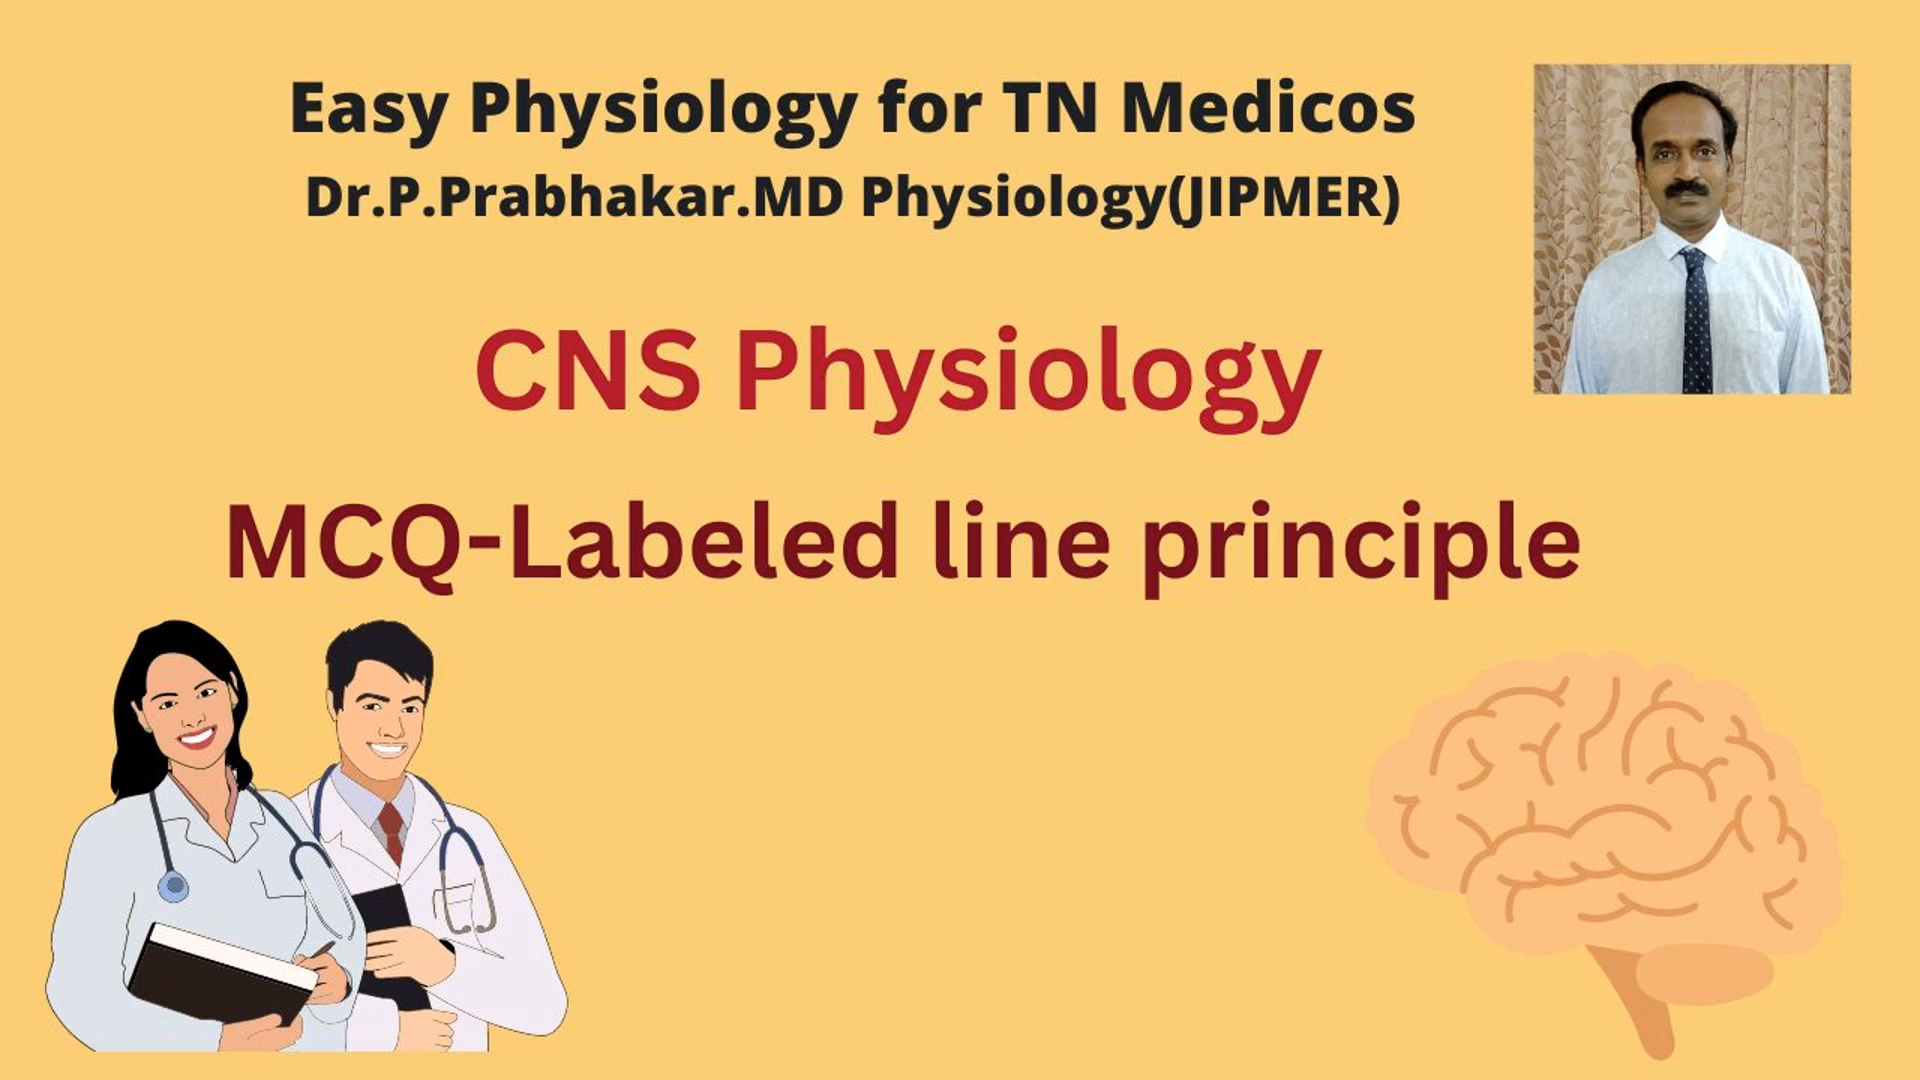 Easy Physiology for TN Medicos
Dr.P.Prabhakar.MD Physiology(JIPMER)
CNS Physiology
MCQ-Labeled line principle